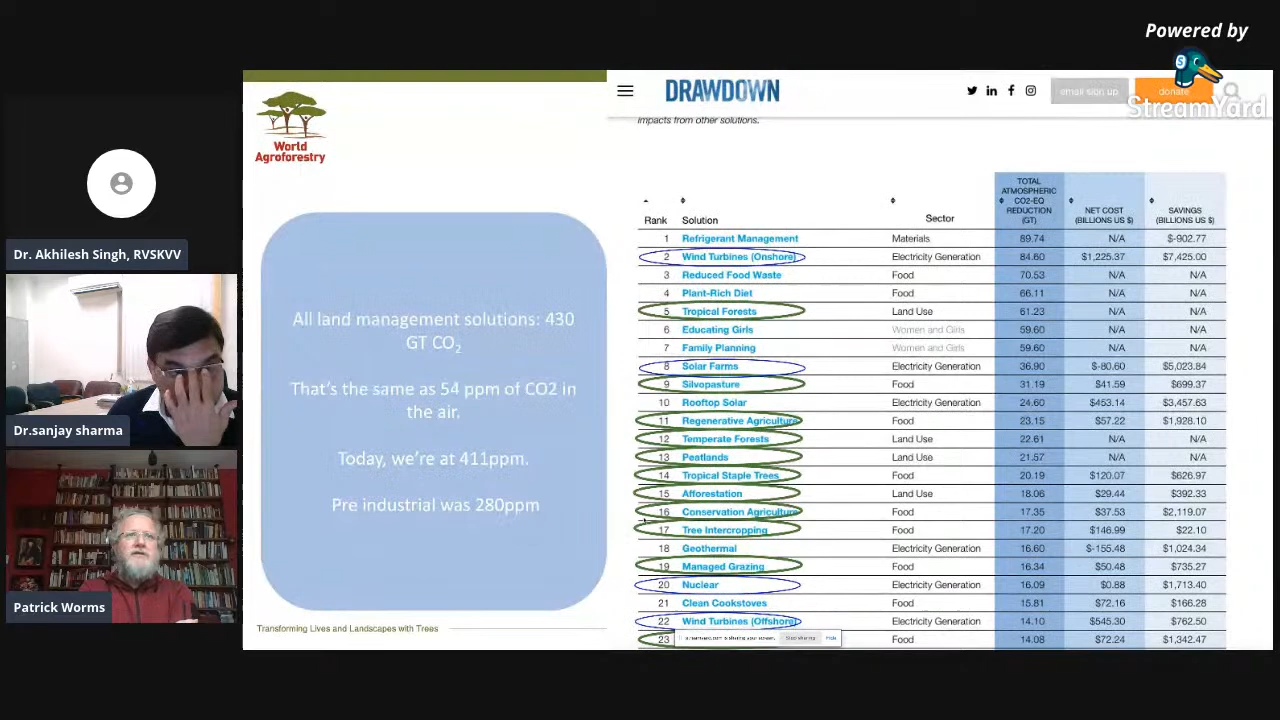 Powered by
StreamYard
Dr. Akhilesh Singh, RVSKVV
Dr.sanjay sharma
Patrick Worms
World
Agroforestry
All land management solutions: 430
GT CO2
That's the same as 54 ppm of CO2 in
the air.
Today, we're at 411ppm.
Pre industrial was 280ppm
Transforming Lives and Landscapes with Trees
DRAWDOWN
email sign up
donate
impacts from other solutions.
Rank Solution Sector TOTAL ATMOSPHERIC CO2-EQ REDUCTION (GT) NET COST (BILLIONS US $) SAVINGS (BILLIONS US $)
1 Refrigerant Management Materials 89.74 N/A $-902.77
2 Wind Turbines (Onshore) Electricity Generation 84.60 $1,225.37 $7,425.00
3 Reduced Food Waste Food 70.53 N/A N/A
4 Plant-Rich Diet Food 66.11 N/A N/A
5 Tropical Forests Land Use 61.23 N/A N/A
6 Educating Girls Women and Girls 59.60 N/A N/A
7 Family Planning Women and Girls 59.60 N/A N/A
8 Solar Farms Electricity Generation 36.90 $-80.60 $5,023.84
9 Silvopasture Food 31.19 $41.59 $699.37
10 Rooftop Solar Electricity Generation 24.60 $453.14 $3,457.63
11 Regenerative Agriculture Food 23.15 $57.22 $1,928.10
12 Temperate Forests Land Use 22.61 N/A N/A
13 Peatlands Land Use 21.57 N/A N/A
14 Tropical Staple Trees Food 20.19 $120.07 $626.97
15 Afforestation Land Use 18.06 $29.44 $392.33
16 Conservation Agriculture Food 17.35 $37.53 $2,119.07
17 Tree Intercropping Food 17.20 $146.99 $22.10
18 Geothermal Electricity Generation 16.60 $-155.48 $1,024.34
19 Managed Grazing Food 16.34 $50.48 $735.27
20 Nuclear Electricity Generation 16.09 $0.88 $1,713.40
21 Clean Cookstoves Food 15.81 $72.16 $166.28
22 Wind Turbines (Offshore) Electricity Generation 14.10 $545.30 $762.50
23 Food 14.08 $72.24 $1,342.47
is sharing your screen. Stop sharing Hide